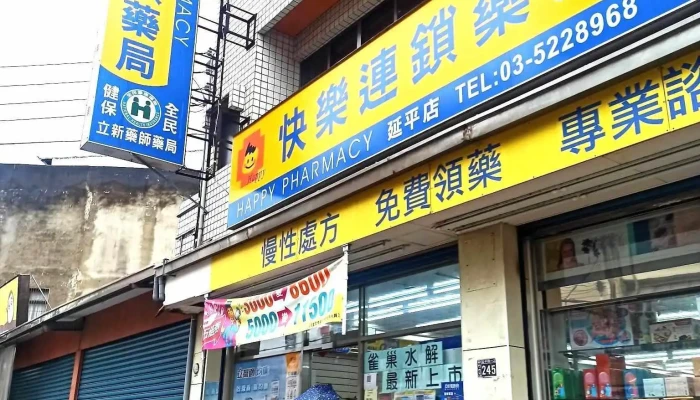 藥局
PHARMACY
健保
全民
立新藥師藥局
快樂連鎖藥
HAPPY PHARMACY 延平店 TEL:03-5228968
慢性處方 免費領藥 專業諮
5000
雀巢水解
最新上市
245